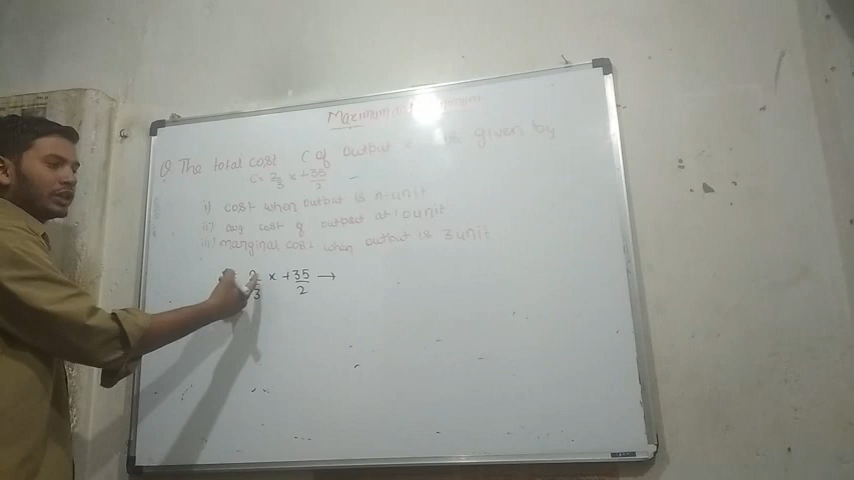 Maximum
Q The total cost C of output x is given by
C = 2/3 x + 35/2
i) cost when output is n-unit
ii) avg cost of output at 10 unit
iii) marginal cost when output is 3 unit
2/3 x + 35/2 →